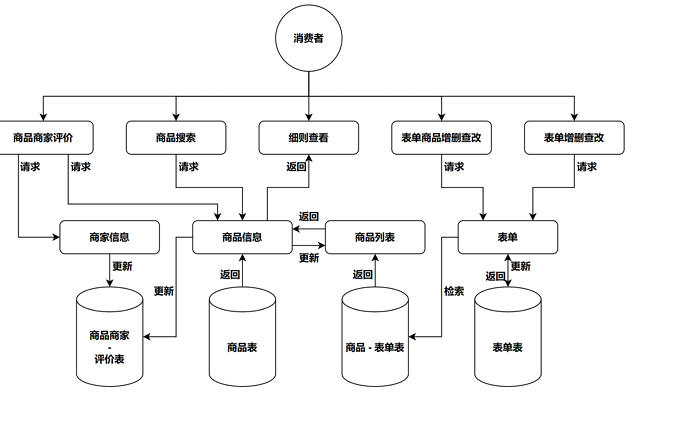 消费者
商品商家评价
商品搜索
细则查看
表单商品增删查改
表单增删查改
请求
请求
请求
返回
请求
请求
返回
商家信息
商品信息
商品列表
表单
更新
更新
返回
更新
返回
返回
更新
检索
商品商家
-
评价表
商品表
商品 - 表单表
表单表